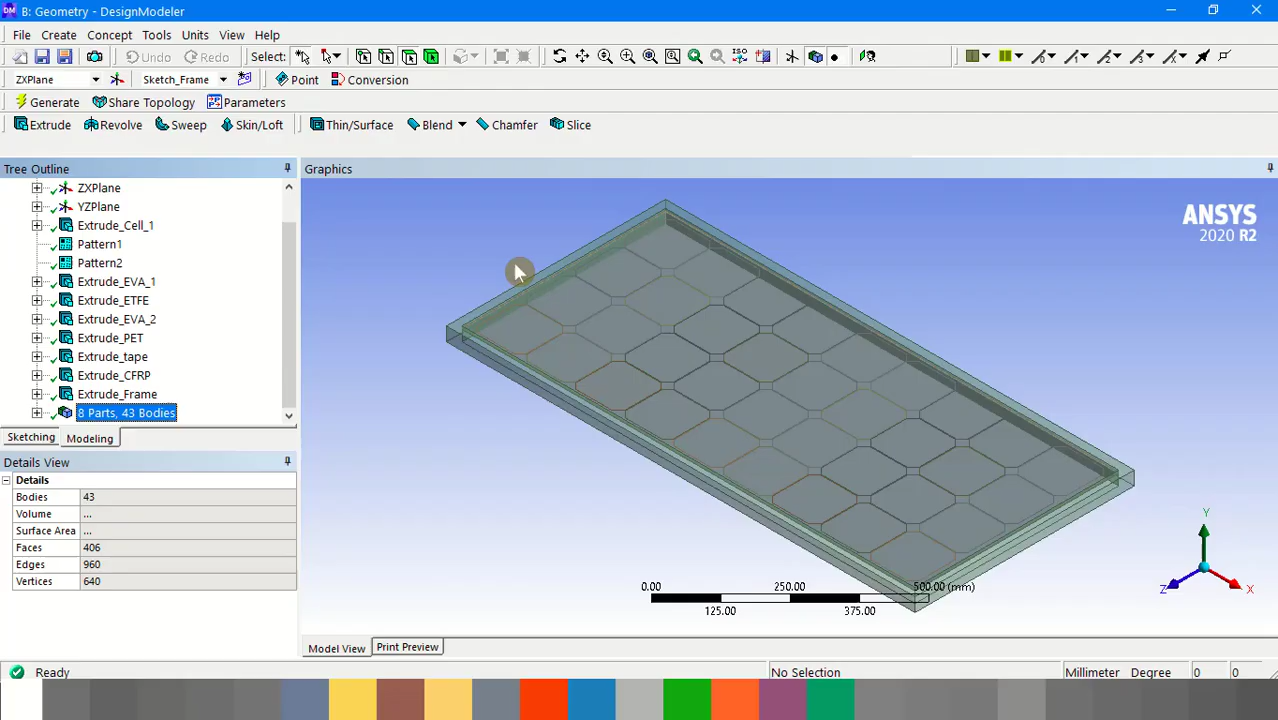 B: Geometry - DesignModeler
File Create Concept Tools Units View Help
Undo Redo Select:
ZXPlane Sketch_Frame Point Conversion
Generate Share Topology Parameters
Extrude Revolve Sweep Skin/Loft Thin/Surface Blend Chamfer Slice
Tree Outline
ZXPlane
YZPlane
Extrude_Cell_1
Pattern1
Pattern2
Extrude_EVA_1
Extrude_ETFE
Extrude_EVA_2
Extrude_PET
Extrude_tape
Extrude_CFRP
Extrude_Frame
8 Parts, 43 Bodies
Sketching Modeling
Details View
Details
Bodies 43
Volume ...
Surface Area ...
Faces 406
Edges 960
Vertices 640
Graphics
ANSYS
2020 R2
Y
Z X
0.00 250.00 500.00 (mm)
125.00 375.00
Model View Print Preview
Ready No Selection Millimeter Degree 0 0